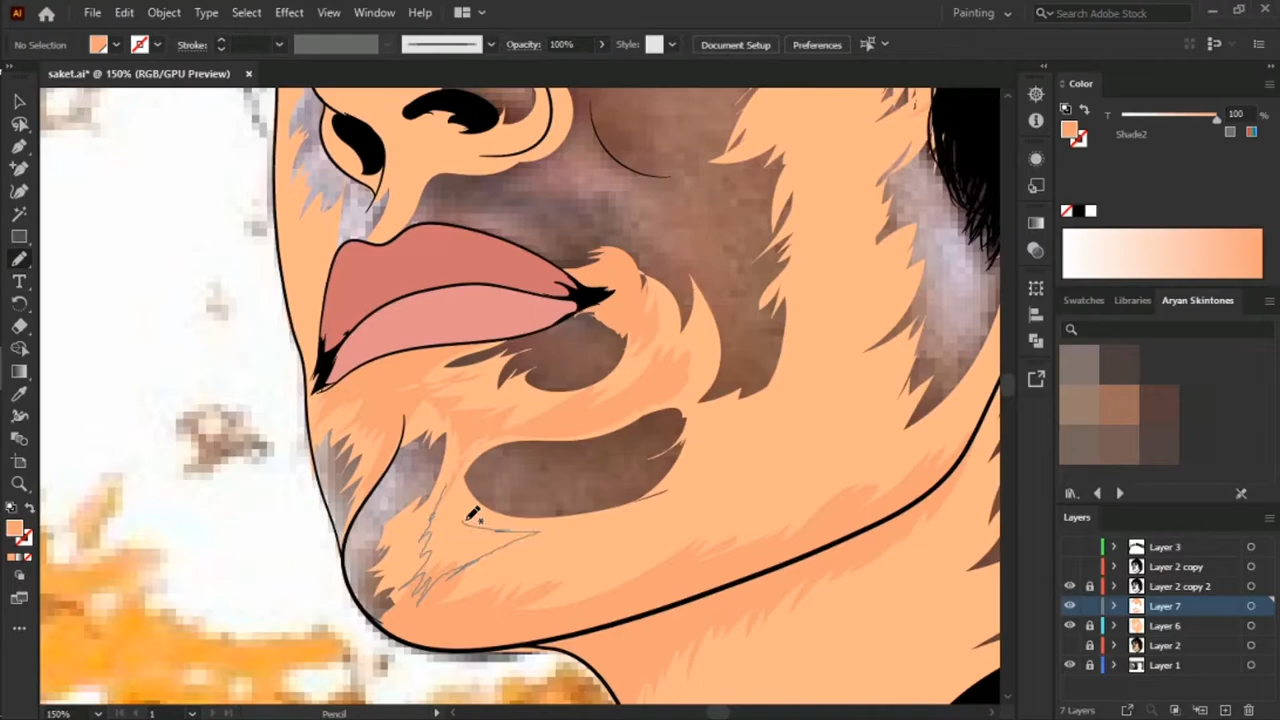 Ai File Edit Object Type Select Effect View Window Help Painting Search Adobe Stock
No Selection Stroke: Opacity: 100% Style: Document Setup Preferences
saket.ai* @ 150% (RGB/GPU Preview) ×
Color
T 100 %
Shade2
Swatches Libraries Aryan Skintones
Layers
Layer 3
Layer 2 copy
Layer 2 copy 2
Layer 7
Layer 6
Layer 2
Layer 1
150% 1 Pencil 7 Layers